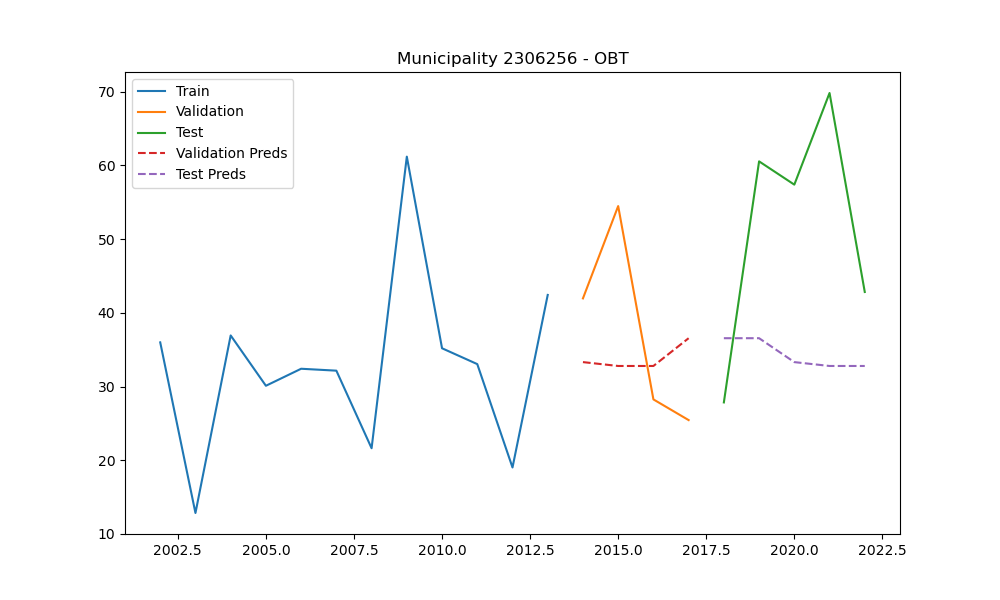 Municipality 2306256 - OBT
Train
Validation
Test
Validation Preds
Test Preds
70
60
50
40
30
20
10
2002.5 2005.0 2007.5 2010.0 2012.5 2015.0 2017.5 2020.0 2022.5